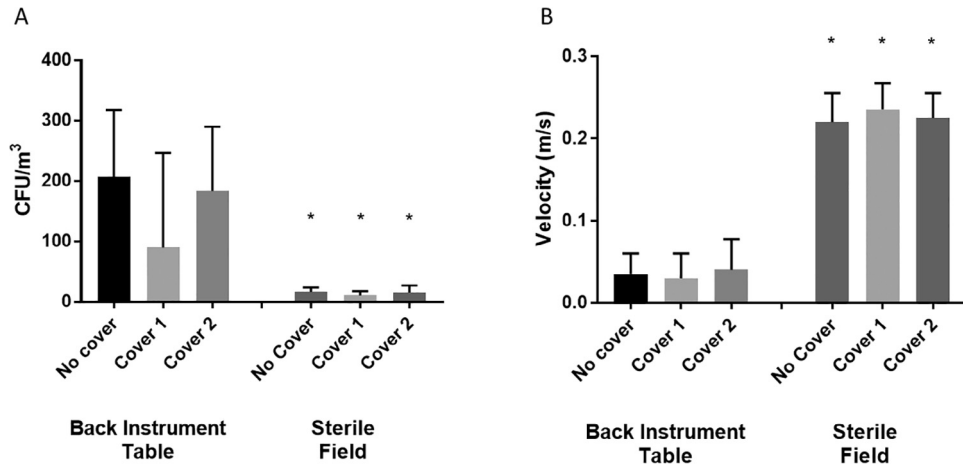 A
CFU/m³
400
300
200
100
0
* * *
No cover
Cover 1
Cover 2
No Cover
Cover 1
Cover 2
Back Instrument
Table
Sterile
Field
B
Velocity (m/s)
0.3
0.2
0.1
0.0
* * *
No cover
Cover 1
Cover 2
No Cover
Cover 1
Cover 2
Back Instrument
Table
Sterile
Field